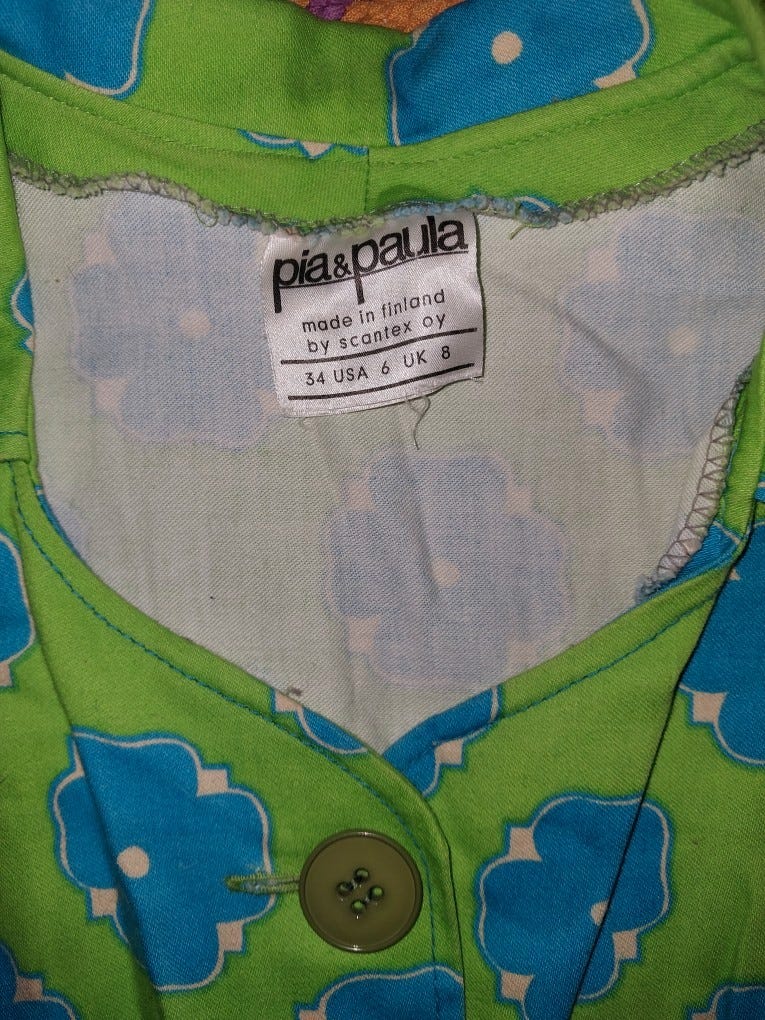 pia&paula
made in finland
by scantex oy
34 USA 6 UK 8